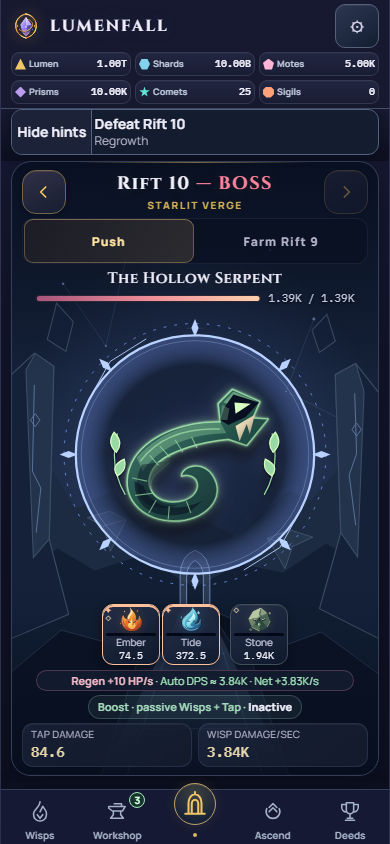 LUMENFALL
Lumen 1.00T
Shards 10.00B
Motes 5.00K
Prisms 10.00K
Comets 25
Sigils 0
Hide hints
Defeat Rift 10
Regrowth
Rift 10 — BOSS
STARLIT VERGE
Push
Farm Rift 9
The Hollow Serpent
1.39K / 1.39K
Ember
74.5
Tide
372.5
Stone
1.94K
Regen +10 HP/s · Auto DPS ≈ 3.84K · Net +3.83K/s
Boost · passive Wisps + Tap · Inactive
TAP DAMAGE
84.6
WISP DAMAGE/SEC
3.84K
3
Wisps
Workshop
Ascend
Deeds